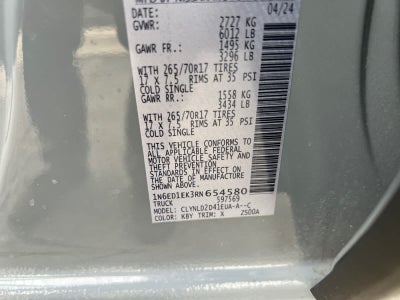 DATE: 04/24
GVWR: 2727 KG
6012 LB
GAWR FR.: 1495 KG
3296 LB
WITH 265/70R17 TIRES
17 X 7.5 RIMS AT 35 PSI
COLD SINGLE
GAWR RR.: 1558 KG
3434 LB
WITH 265/70R17 TIRES
17 X 7.5 RIMS AT 35 PSI
COLD SINGLE
THIS VEHICLE CONFORMS TO
ALL APPLICABLE FEDERAL
MOTOR VEHICLE SAFETY AND
THEFT PREVENTION
STANDARDS IN EFFECT ON
THE DATE OF MANUFACTURE
1N6ED1EK3RN654580
TRUCK 597569
MODEL: CLYNLD2D41EUA-A--C
COLOR: KBY TRIM: X 2500A